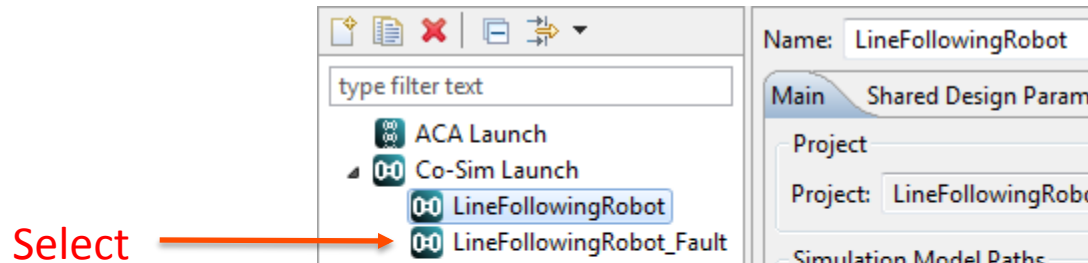 Name: LineFollowingRobot
type filter text
Main Shared Design Param
ACA Launch
Project
Co-Sim Launch
Project: LineFollowingRobo
LineFollowingRobot
Select LineFollowingRobot_Fault
Simulation Model Paths